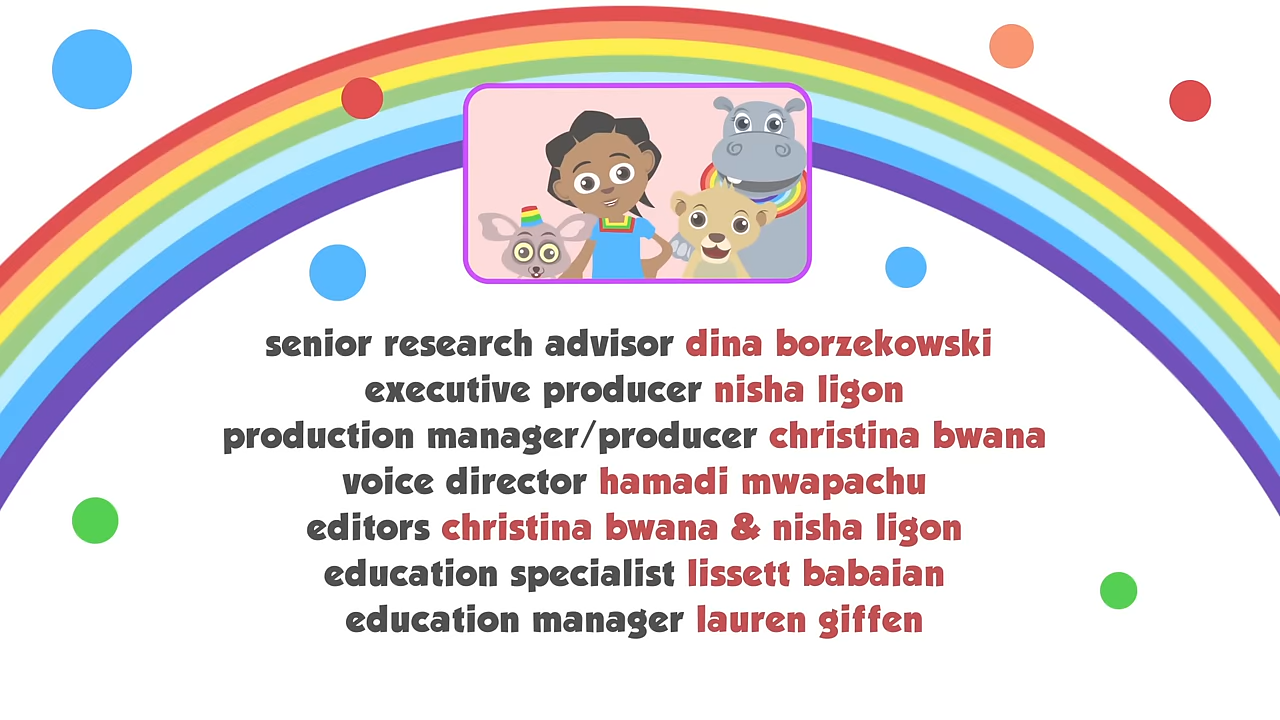 senior research advisor dina borzekowski
executive producer nisha ligon
production manager/producer christina bwana
voice director hamadi mwapachu
editors christina bwana & nisha ligon
education specialist lissett babaian
education manager lauren giffen